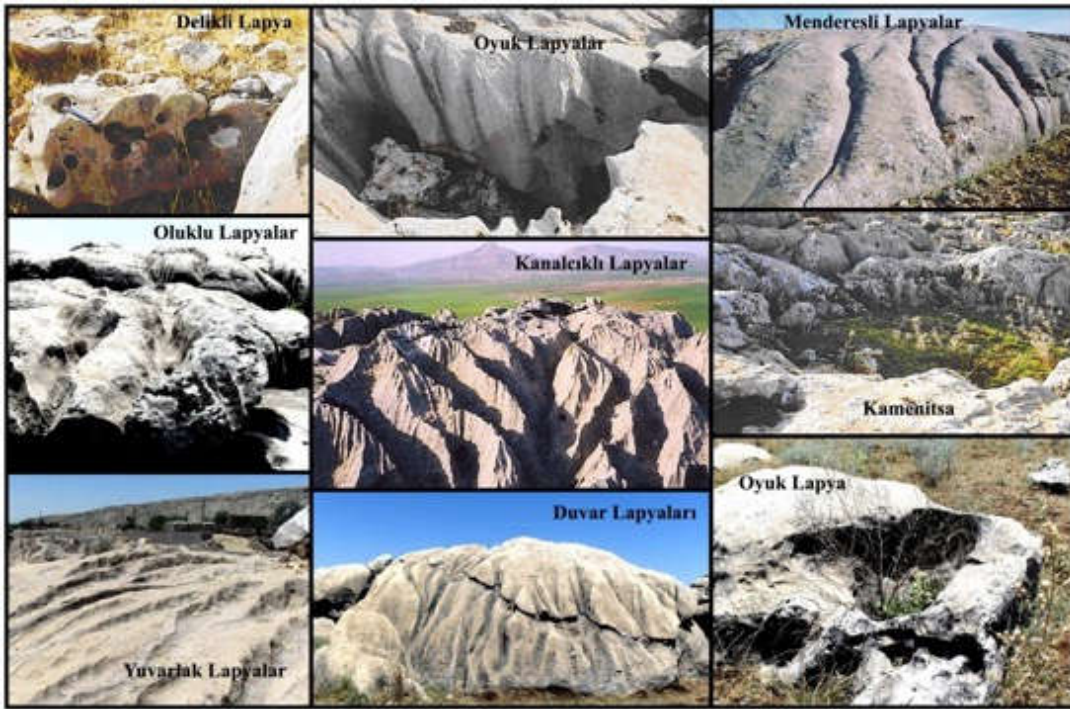 Delikli Lapya
Oyuk Lapyalar
Menderesli Lapyalar
Oluklu Lapyalar
Kanalcıklı Lapyalar
Kamenitsa
Yuvarlak Lapyalar
Duvar Lapyaları
Oyuk Lapya